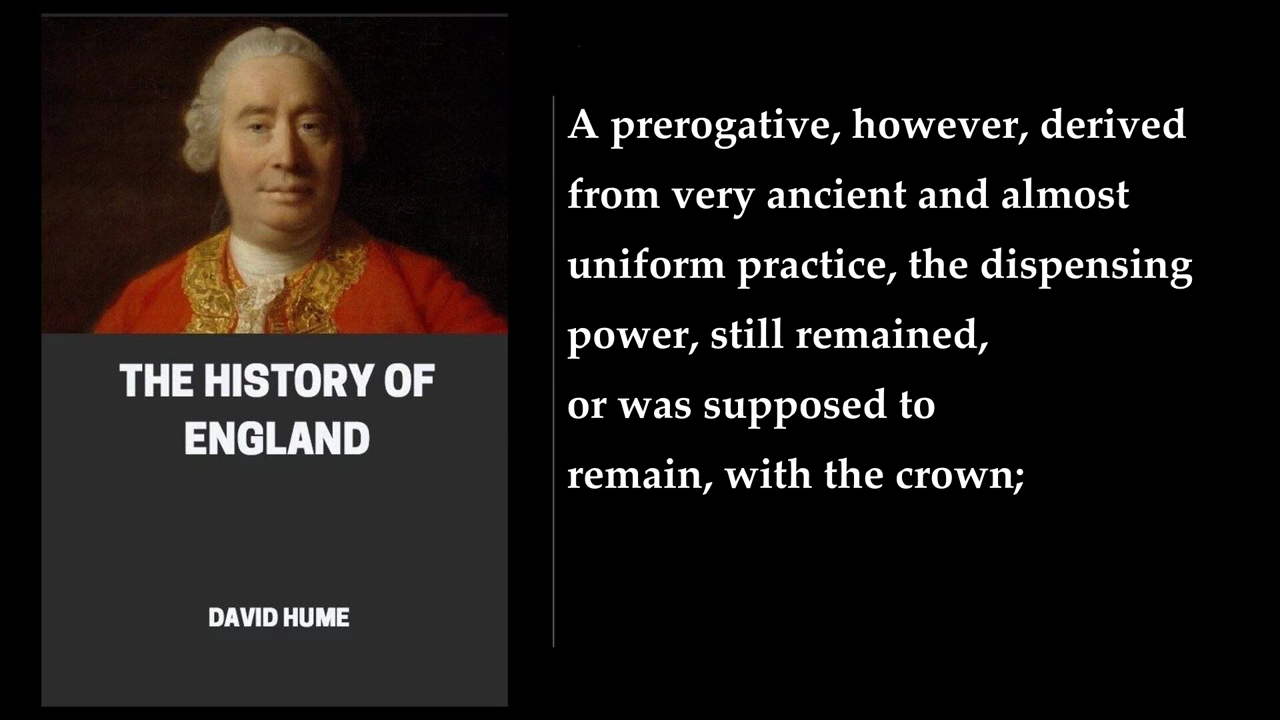 THE HISTORY OF
ENGLAND
DAVID HUME
A prerogative, however, derived
from very ancient and almost
uniform practice, the dispensing
power, still remained,
or was supposed to
remain, with the crown;